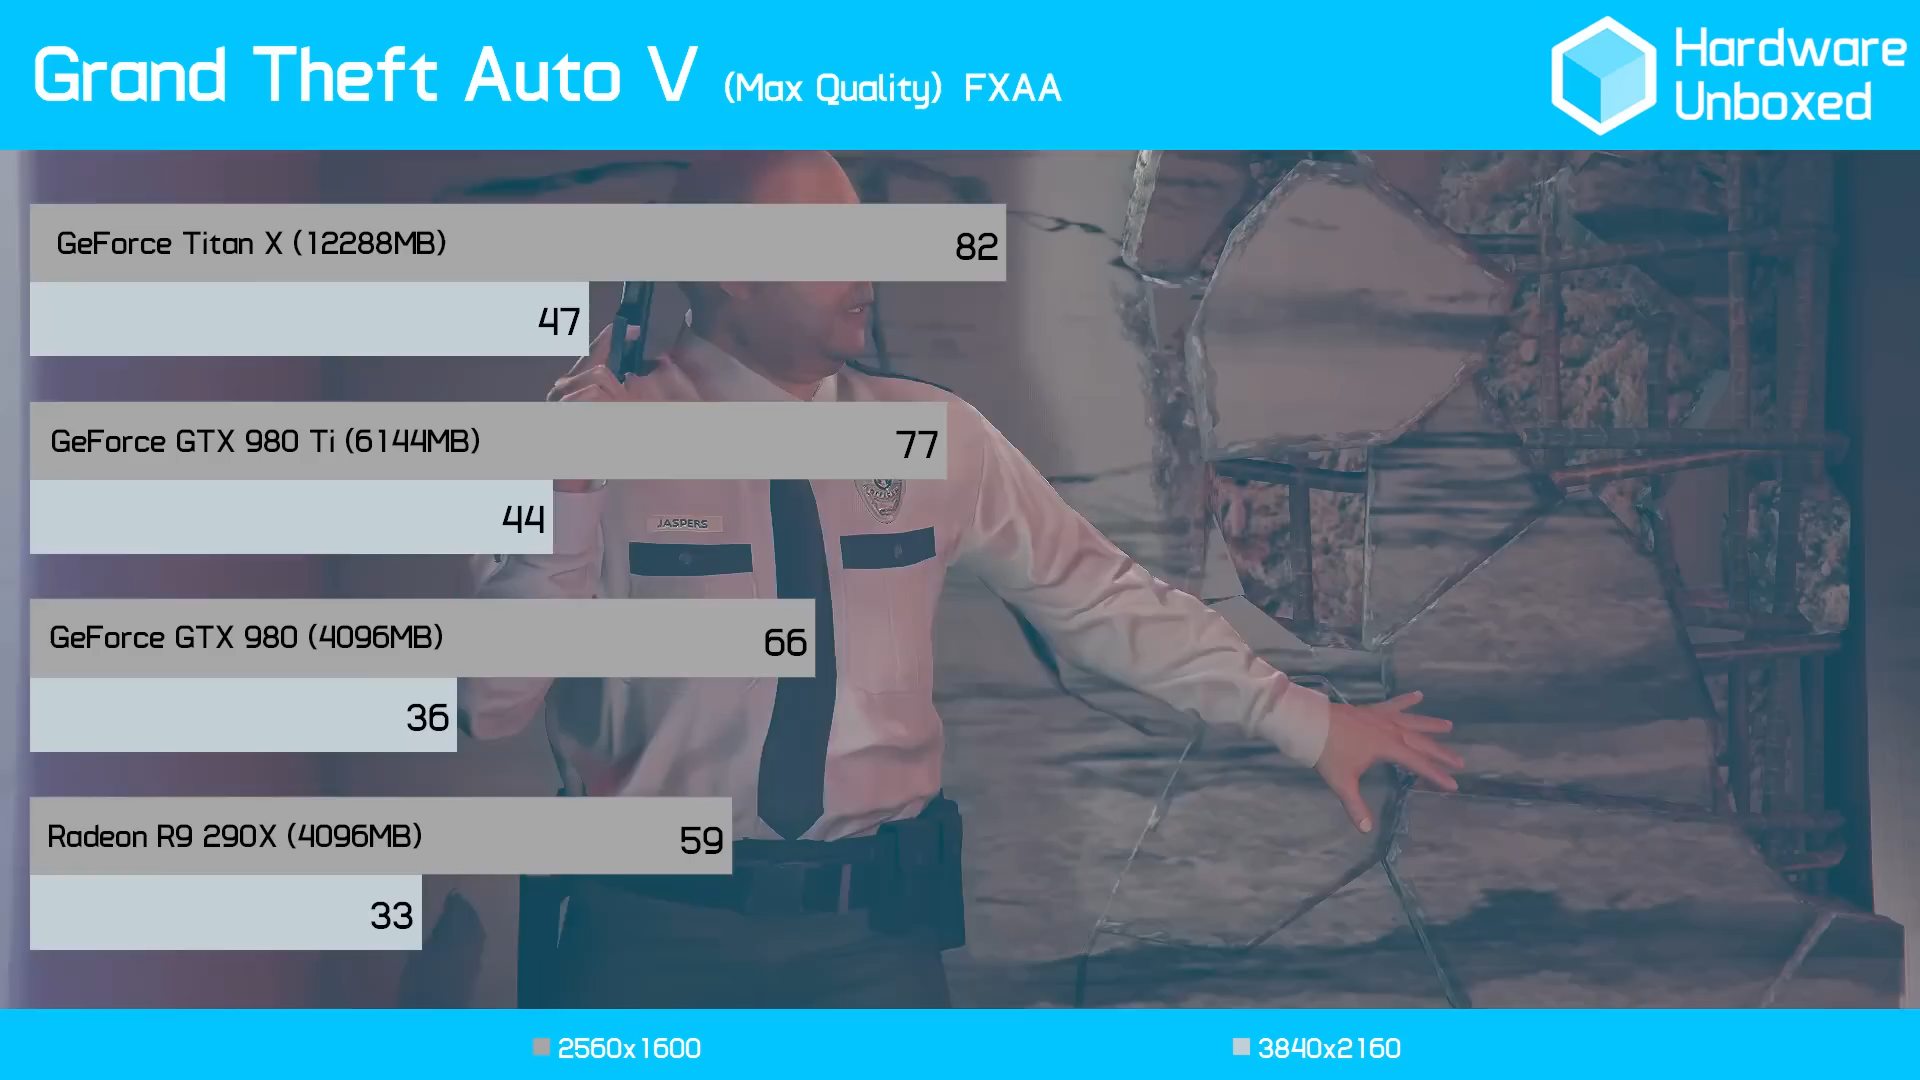 Grand Theft Auto V (Max Quality) FXAA
Hardware
Unboxed
GeForce Titan X (12288MB) 82
47
GeForce GTX 980 Ti (6144MB) 77
44
JASPERS
GeForce GTX 980 (4096MB) 66
36
Radeon R9 290X (4096MB) 59
33
2560x1600 3840x2160